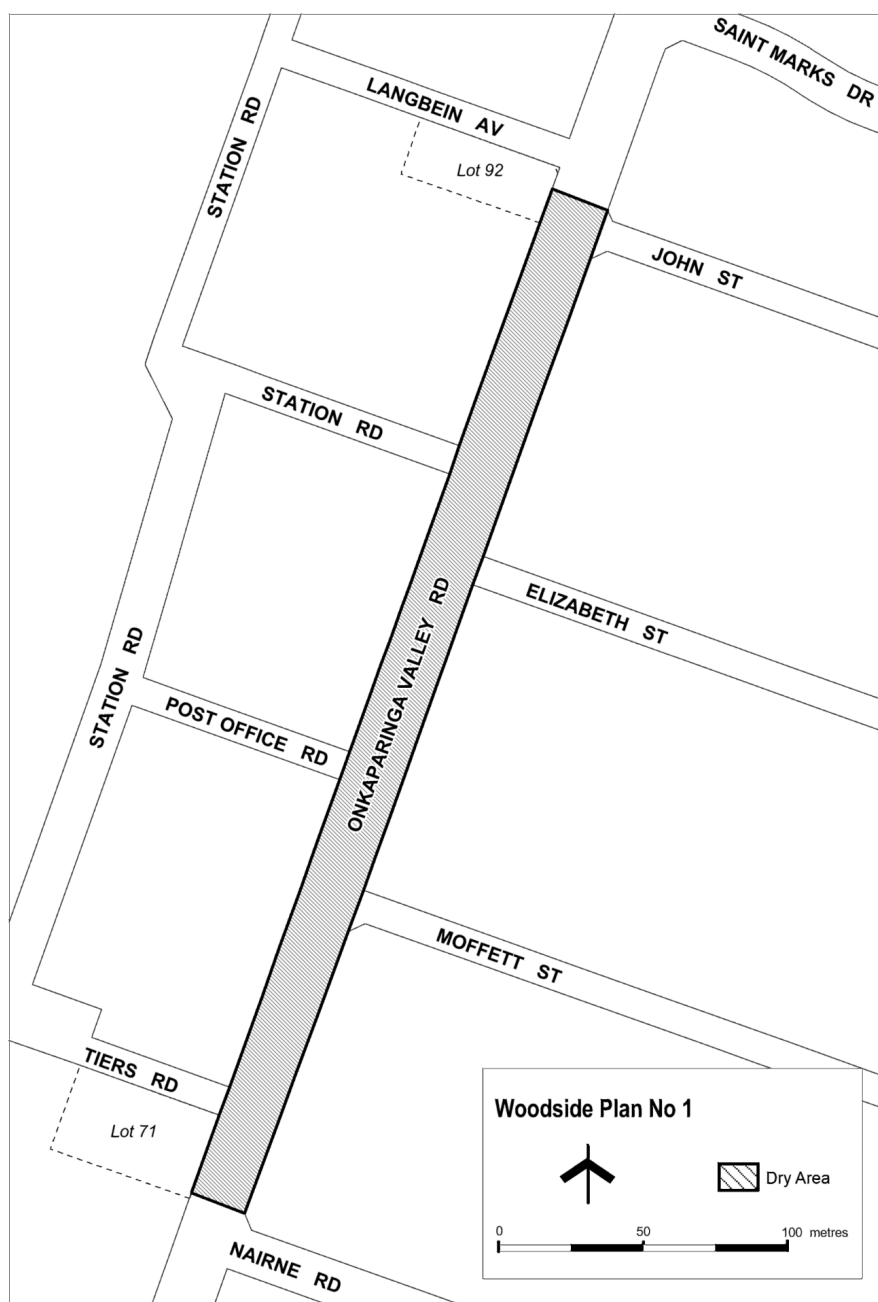 SAINT MARKS DR
LANGBEIN AV
STATION RD
Lot 92
JOHN ST
STATION RD
ELIZABETH ST
ONKAPARINGA VALLEY RD
STATION RD
POST OFFICE RD
MOFFETT ST
TIERS RD
Lot 71
NAIRNE RD
Woodside Plan No 1
Dry Area
0 50 100 metres